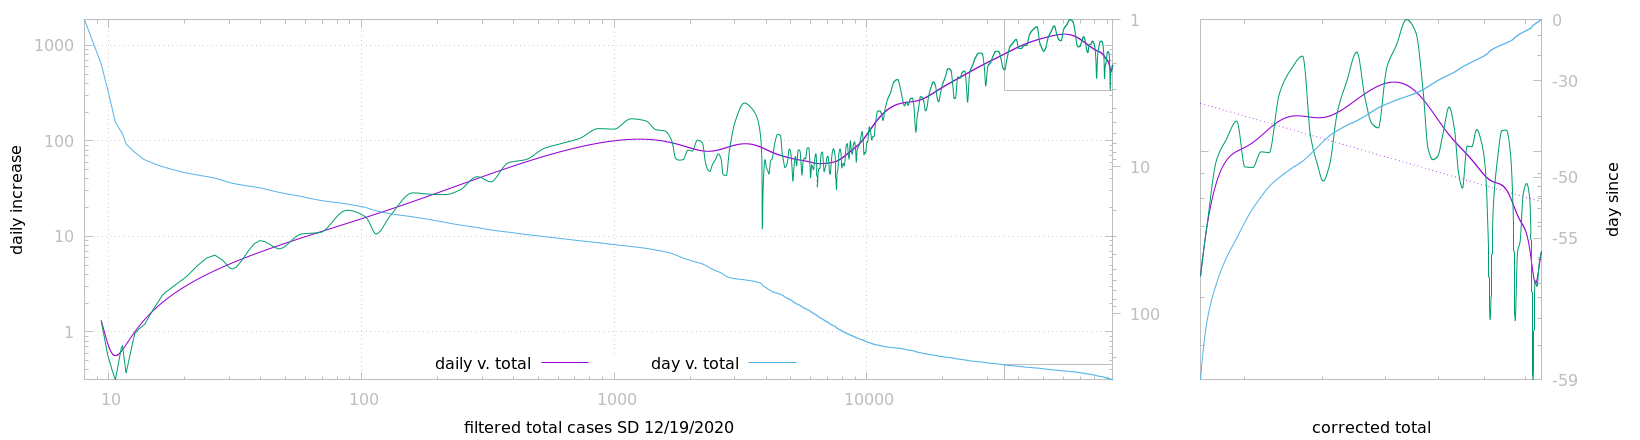 1000
100
10
1
daily increase
10
100
1000
10000
filtered total cases SD 12/19/2020
daily v. total
day v. total
1
10
100
0
-30
-50
-55
-59
day since
corrected total